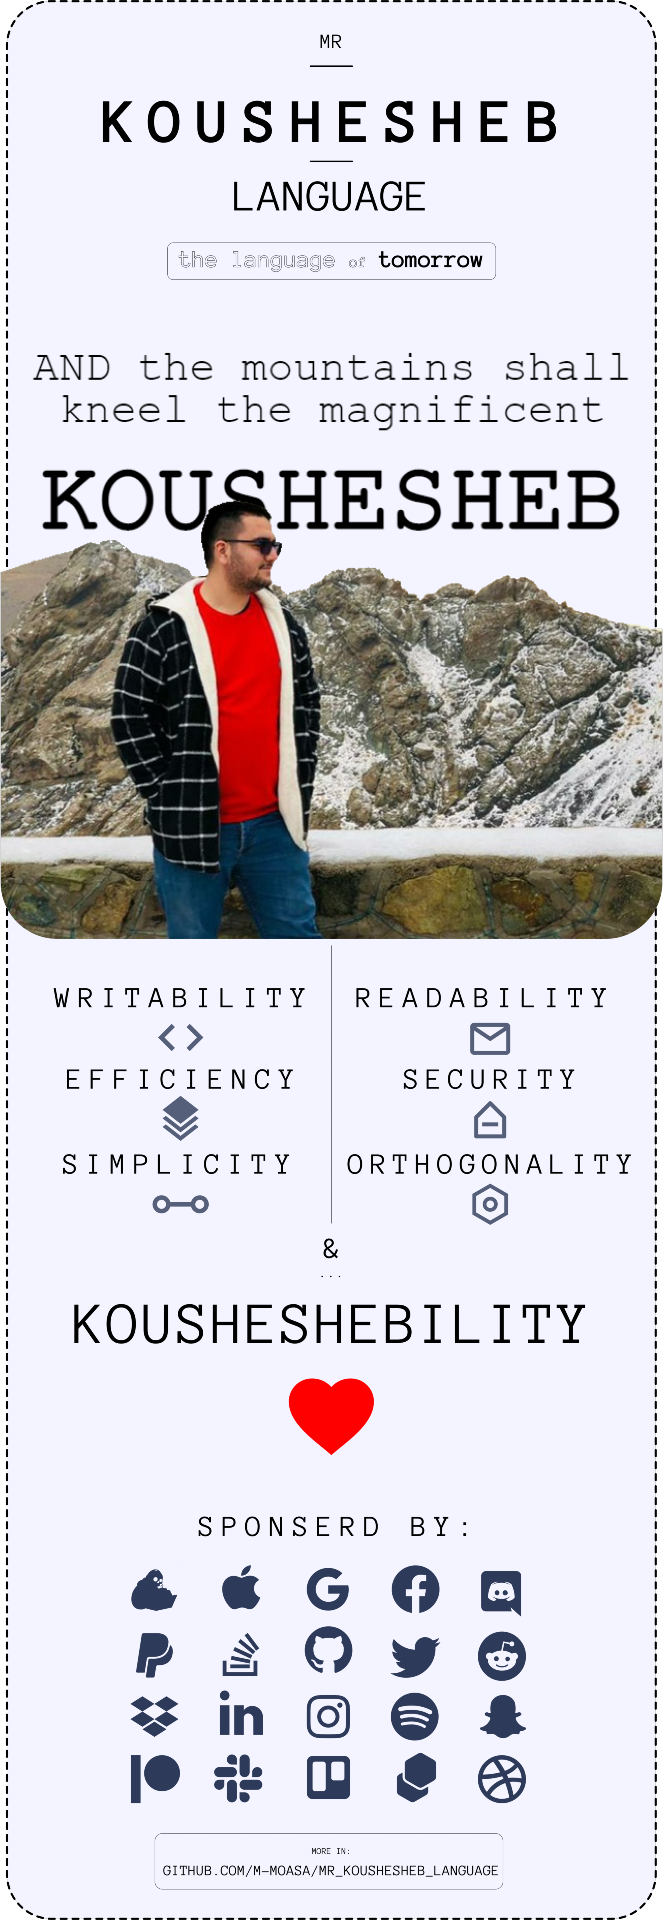 MR
KOUSHESHEB
LANGUAGE
the language of tomorrow
AND the mountains shall
kneel the magnificent
KOUSHESHEB
WRITABILITY
READABILITY
EFFICIENCY
SECURITY
SIMPLICITY
ORTHOGONALITY
&
...
KOUSHESHEBILITY
SPONSERD BY:
MORE IN:
GITHUB.COM/M-MOASA/MR_KOUSHESHEB_LANGUAGE